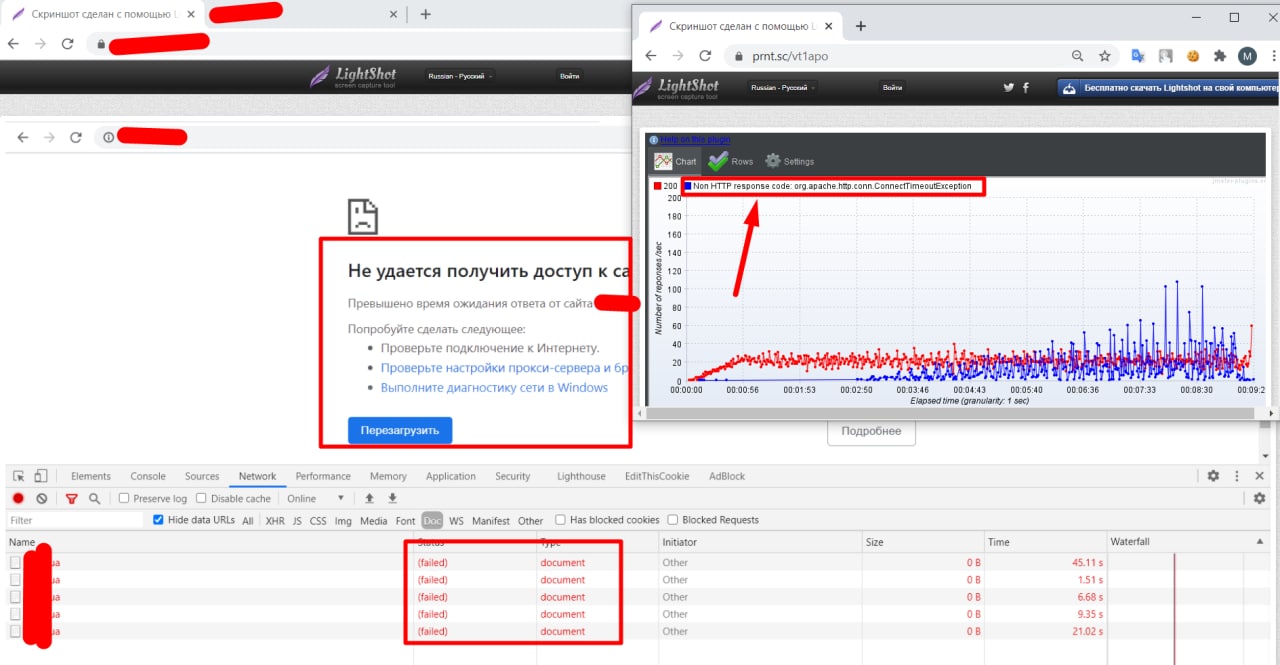 Скриншот сделан с помощью L
LightShot
screen capture tool
Russian - Русский
Войти
Не удается получить доступ к са
Превышено время ожидания ответа от сайта
Попробуйте сделать следующее:
Проверьте подключение к Интернету.
Проверьте настройки прокси-сервера и бр
Выполните диагностику сети в Windows
Перезагрузить
Скриншот сделан с помощью L
prnt.sc/vt1apo
M
LightShot
screen capture tool
Russian - Русский
Войти
Бесплатно скачать Lightshot на свой компьютер
Help on this plugin
Chart Rows Settings
200 Non HTTP response code: org.apache.http.conn.ConnectTimeoutException
Number of reponses /sec
200
180
160
140
120
100
80
60
40
20
0
00:00:00 00:00:56 00:01:53 00:02:50 00:03:46 00:04:43 00:05:40 00:06:36 00:07:33 00:08:30 00:09:2
Elapsed time (granularity: 1 sec)
Подробнее
Elements Console Sources Network Performance Memory Application Security Lighthouse EditThisCookie AdBlock
Preserve log Disable cache Online
Filter Hide data URLs All XHR JS CSS Img Media Font Doc WS Manifest Other Has blocked cookies Blocked Requests
Name Status Type Initiator Size Time Waterfall
ua (failed) document Other 0 B 45.11 s
ua (failed) document Other 0 B 1.51 s
ua (failed) document Other 0 B 6.68 s
ua (failed) document Other 0 B 9.35 s
ua (failed) document Other 0 B 21.02 s